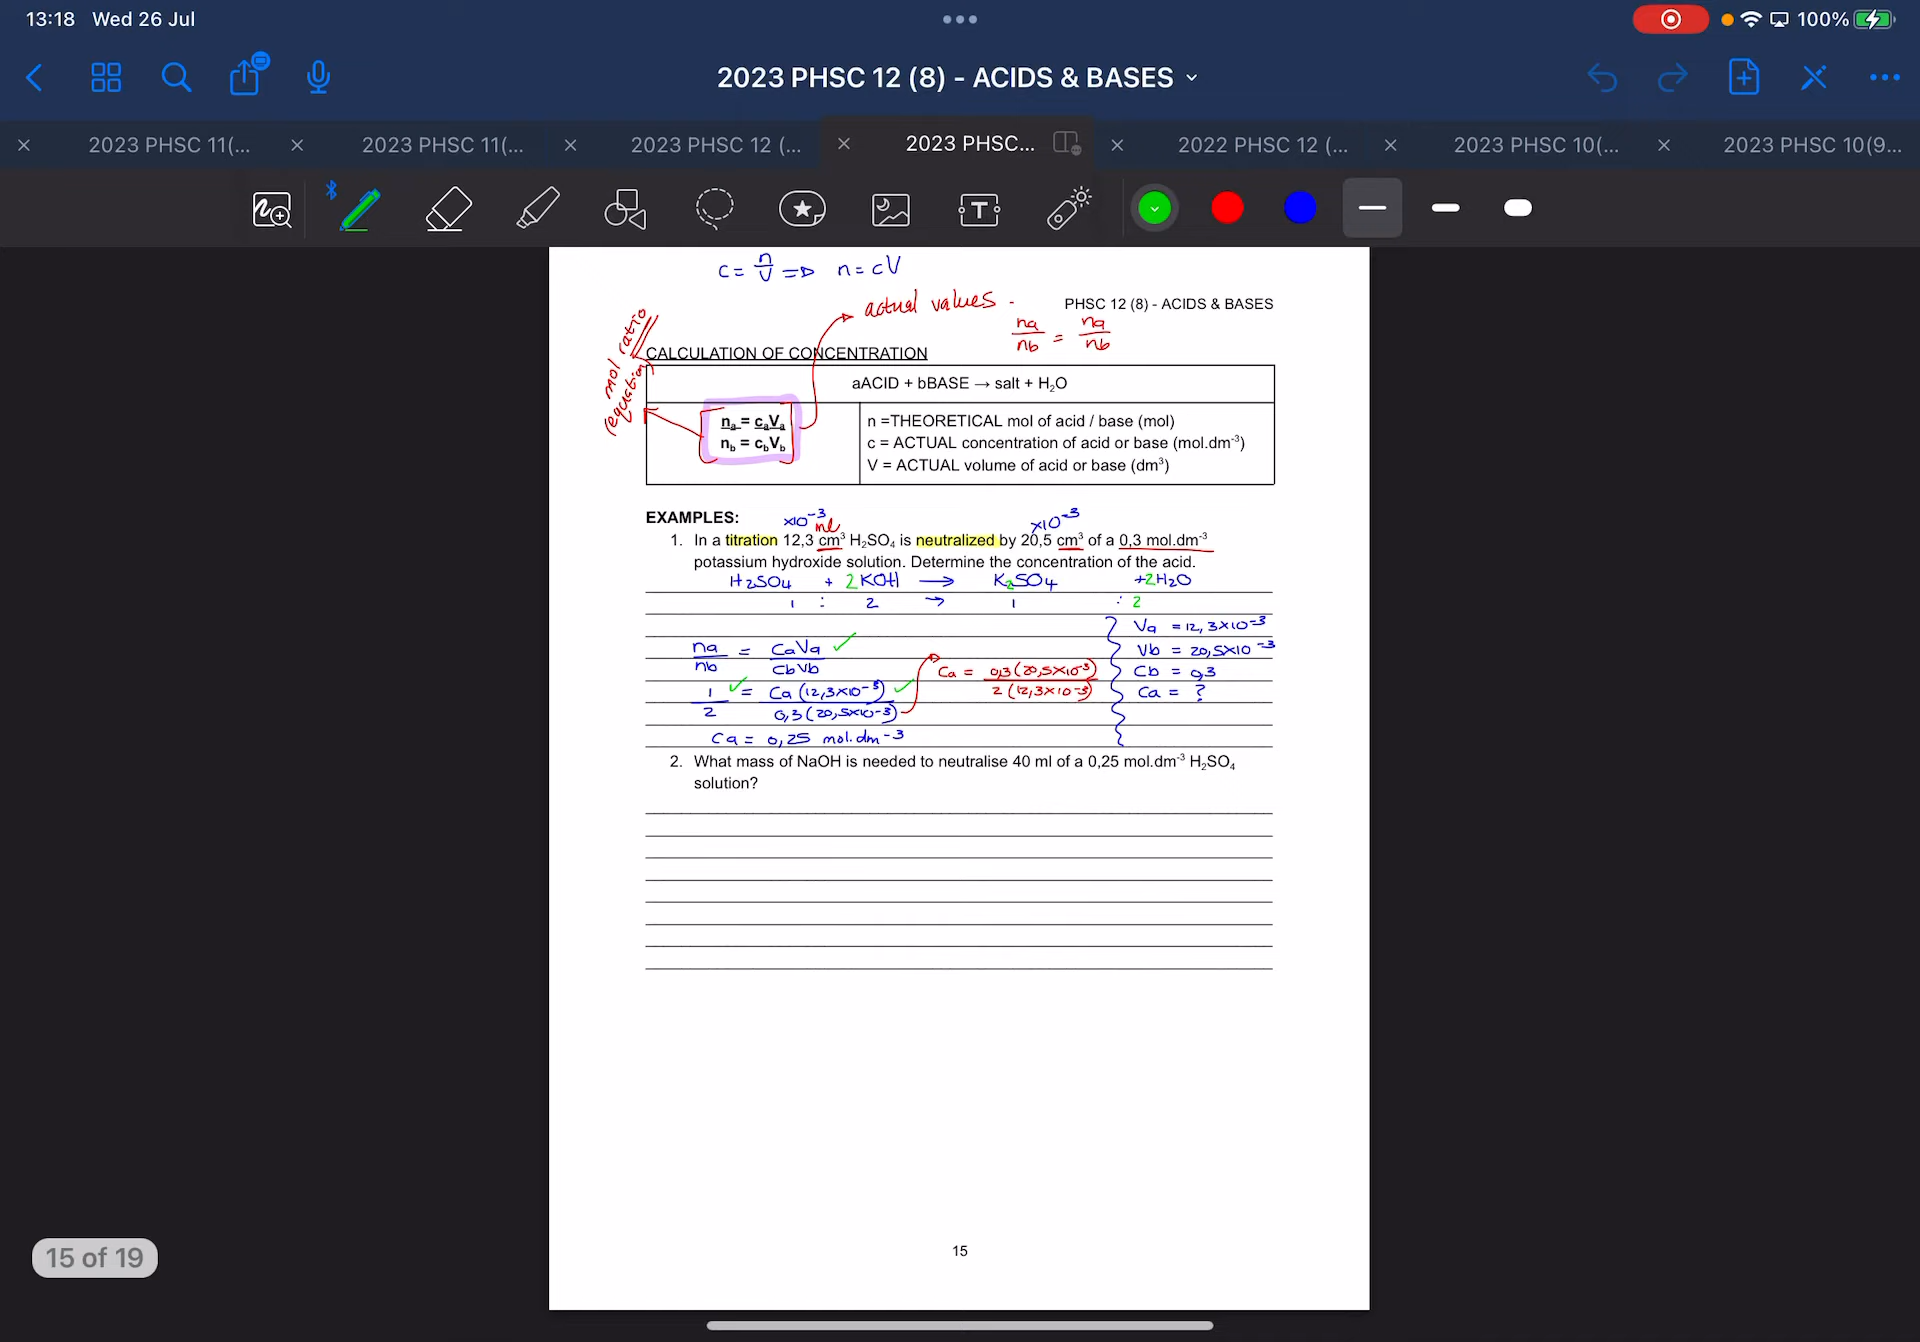 13:18 Wed 26 Jul
100%
2023 PHSC 12 (8) - ACIDS & BASES
2023 PHSC 11(...
2023 PHSC 11(...
2023 PHSC 12 (...
2023 PHSC...
2022 PHSC 12 (...
2023 PHSC 10(...
2023 PHSC 10(9...
c = n/V ⇒ n = cV
actual values.
PHSC 12 (8) - ACIDS & BASES
na/nb = na/nb
mol ratio
equation
CALCULATION OF CONCENTRATION
aACID + bBASE → salt + H₂O
nₐ = cₐVₐ
n_b = c_bV_b
n =THEORETICAL mol of acid / base (mol)
c = ACTUAL concentration of acid or base (mol.dm⁻³)
V = ACTUAL volume of acid or base (dm³)
EXAMPLES:
x10⁻³ ml x10⁻³
1. In a titration 12,3 cm³ H₂SO₄ is neutralized by 20,5 cm³ of a 0,3 mol.dm⁻³
potassium hydroxide solution. Determine the concentration of the acid.
H₂SO₄ + 2KOH → K₂SO₄ + 2H₂O
1 : 2 → 1 : 2
na/nb = CaVa/CbVb ✓
1/2 ✓ = Ca (12,3x10⁻³)/0,3 (20,5x10⁻³) ✓
Ca = 0,25 mol.dm⁻³
Ca = 0,3 (20,5x10⁻³)/2 (12,3x10⁻³)
Va = 12,3x10⁻³
Vb = 20,5x10⁻³
Cb = 0,3
Ca = ?
2. What mass of NaOH is needed to neutralise 40 ml of a 0,25 mol.dm⁻³ H₂SO₄
solution?
15 of 19
15